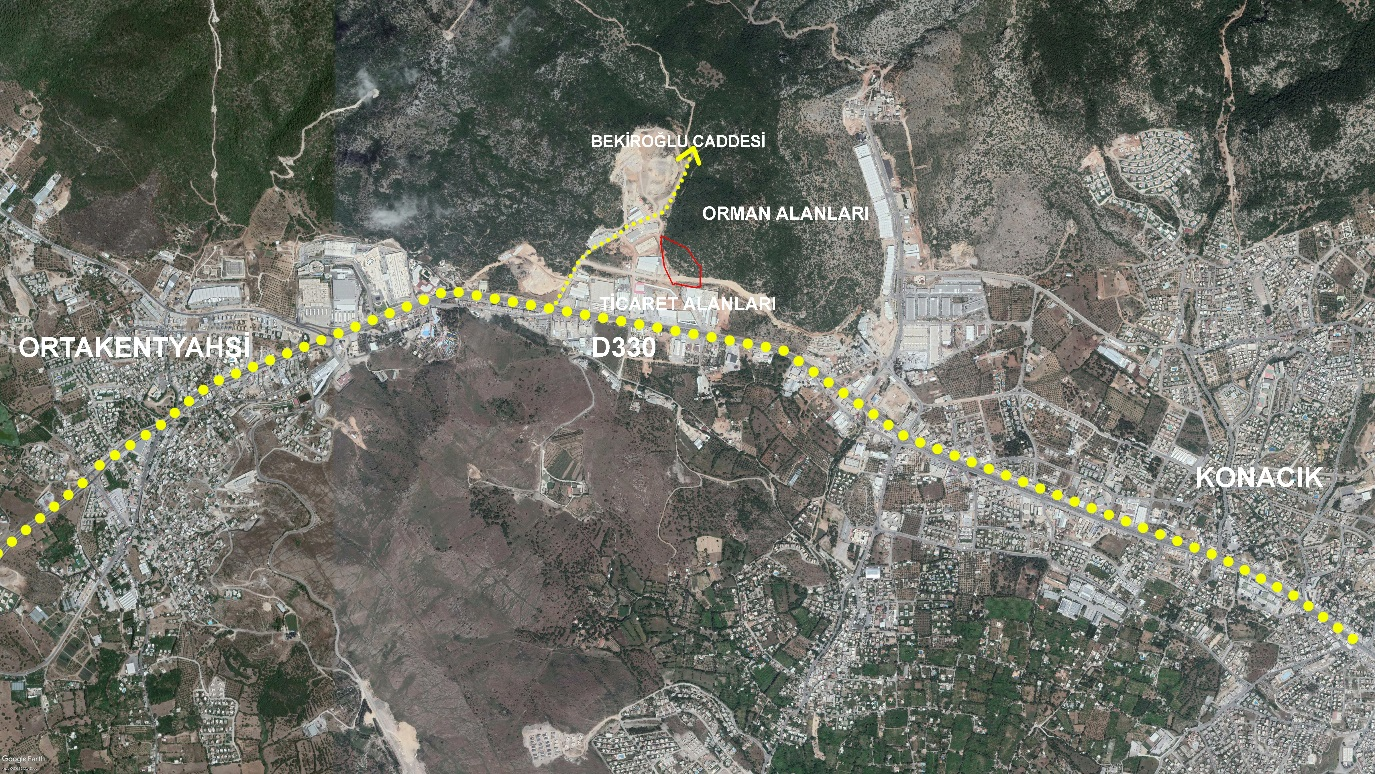 BEKİROĞLU CADDESİ
ORMAN ALANLARI
TİCARET ALANLARI
ORTAKENTYAHŞİ
D330
KONACIK
Google Earth